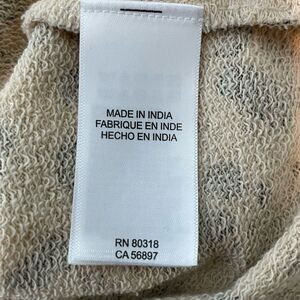 MADE IN INDIA
FABRIQUE EN INDE
HECHO EN INDIA
RN 80318
CA 56897